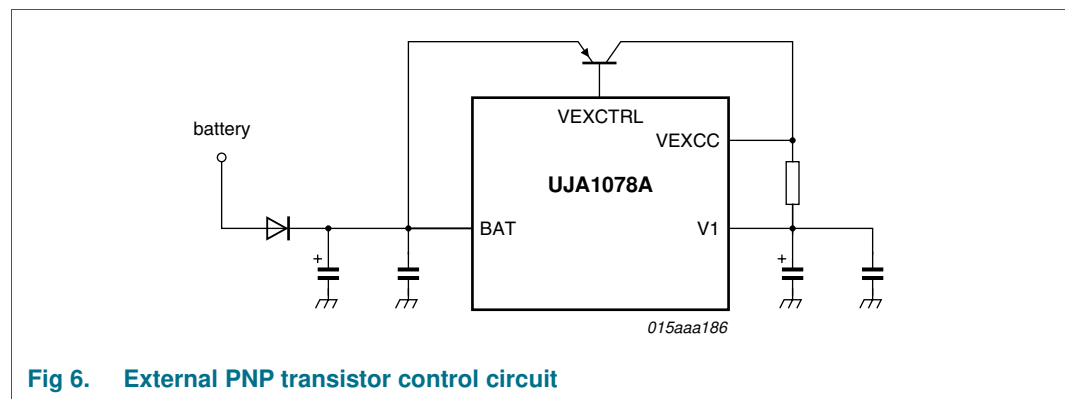 VEXCTRL
battery
VEXCC
UJA1078A
BAT
V1
+
+
015aaa186
Fig 6. External PNP transistor control circuit